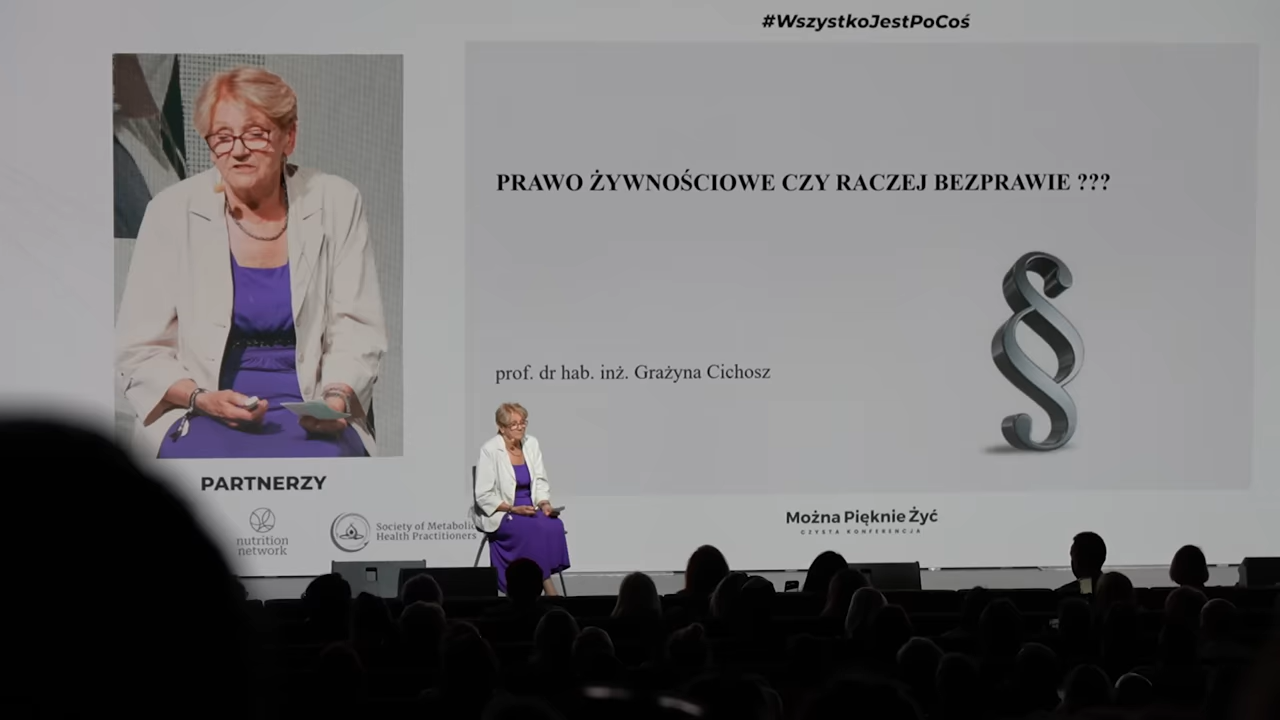 #WszystkoJestPoCoś
PRAWO ŻYWNOŚCIOWE CZY RACZEJ BEZPRAWIE ???
§
prof. dr hab. inż. Grażyna Cichosz
PARTNERZY
nutrition
network
Society of Metabolic
Health Practitioners
Można Pięknie Żyć
CZYSTA KONFERENCJA